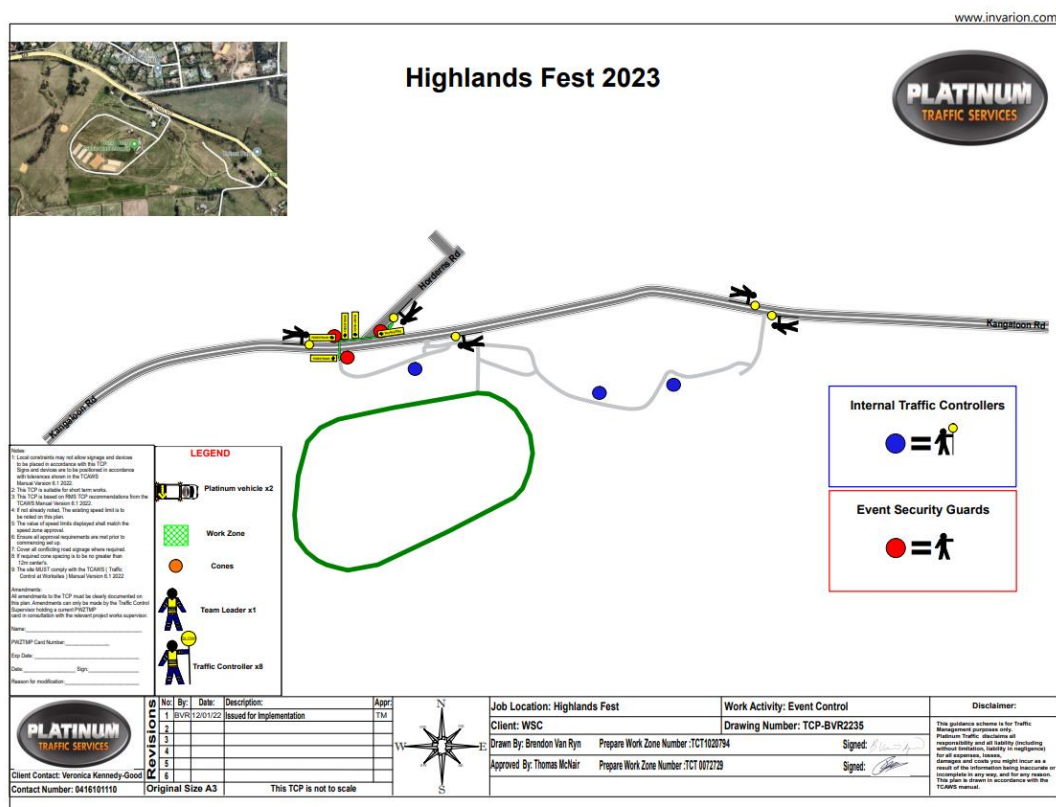 www.invarion.com
Highlands Fest 2023
PLATINUM
TRAFFIC SERVICES
Horderns Rd
Kangaloon Rd
Kangaloon Rd
Internal Traffic Controllers
=
Event Security Guards
=
Notes:
1: Local constraints may not allow signage and devices
to be placed in accordance with this TCP.
Signs and devices are to be positioned in accordance
with tolerances shown in the TCAWS
Manual Version 6.1 2022.
2: This TCP is suitable for short term works.
3: This TCP is based on RMS TCP recommendations from the
TCAWS Manual Version 6.1 2022.
4: If not already noted, The existing speed limit is to
be noted on this plan.
5: The value of speed limits displayed shall match the
speed zone approval.
6: Ensure all approval requirements are met prior to
commencing set up.
7: Cover all conflicting road signage where required.
8: If required cone spacing is to be no greater than
12m center's.
9: The site MUST comply with the TCAWS ( Traffic
Control at Worksites ) Manual Version 6.1 2022
Amendments:
All amendments to the TCP must be clearly documented on
this plan. Amendments can only be made by the Traffic Control
Supervisor holding a current PWZTMP
card in consultation with the relevant project works supervisor.
Name:
PWZTMP Card Number:
Exp Date:
Date: Sign:
Reason for modification:
LEGEND
Platinum vehicle x2
Work Zone
Cones
Team Leader x1
SLOW
Traffic Controller x8
PLATINUM
TRAFFIC SERVICES
Client Contact: Veronica Kennedy-Good
Contact Number: 0416101110
Revisions
No: By: Date: Description: Appr:
1 BVR 12/01/22 Issued for Implementation TM
2
3
4
5
6
Original Size A3 This TCP is not to scale
N
W E
S
Job Location: Highlands Fest Work Activity: Event Control
Client: WSC Drawing Number: TCP-BVR2235
Drawn By: Brendon Van Ryn Prepare Work Zone Number :TCT1020794 Signed:
Approved By: Thomas McNair Prepare Work Zone Number :TCT 0072729 Signed:
Disclaimer:
This guidance scheme is for Traffic
Management purposes only.
Platinum Traffic disclaims all
responsibility and all liability (including
without limitation, liability in negligence)
for all expenses, losses,
damages and costs you might incur as a
result of the information being inaccurate or
incomplete in any way, and for any reason.
This plan is drawn in accordance with the
TCAWS manual.